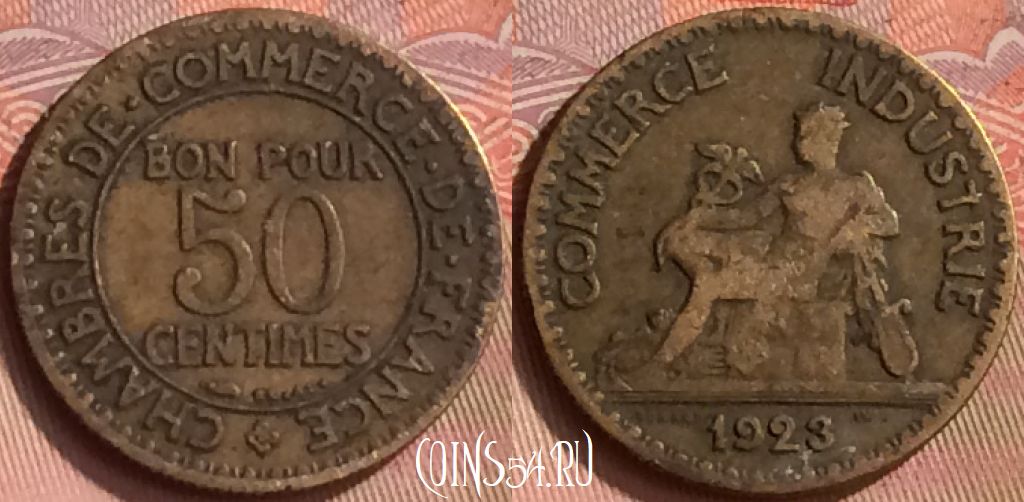 CHAMBRES·DE·COMMERCE·DE·FRANCE
BON POUR
50
CENTIMES
COMMERCE INDUSTRIE
1923
COINS54.RU